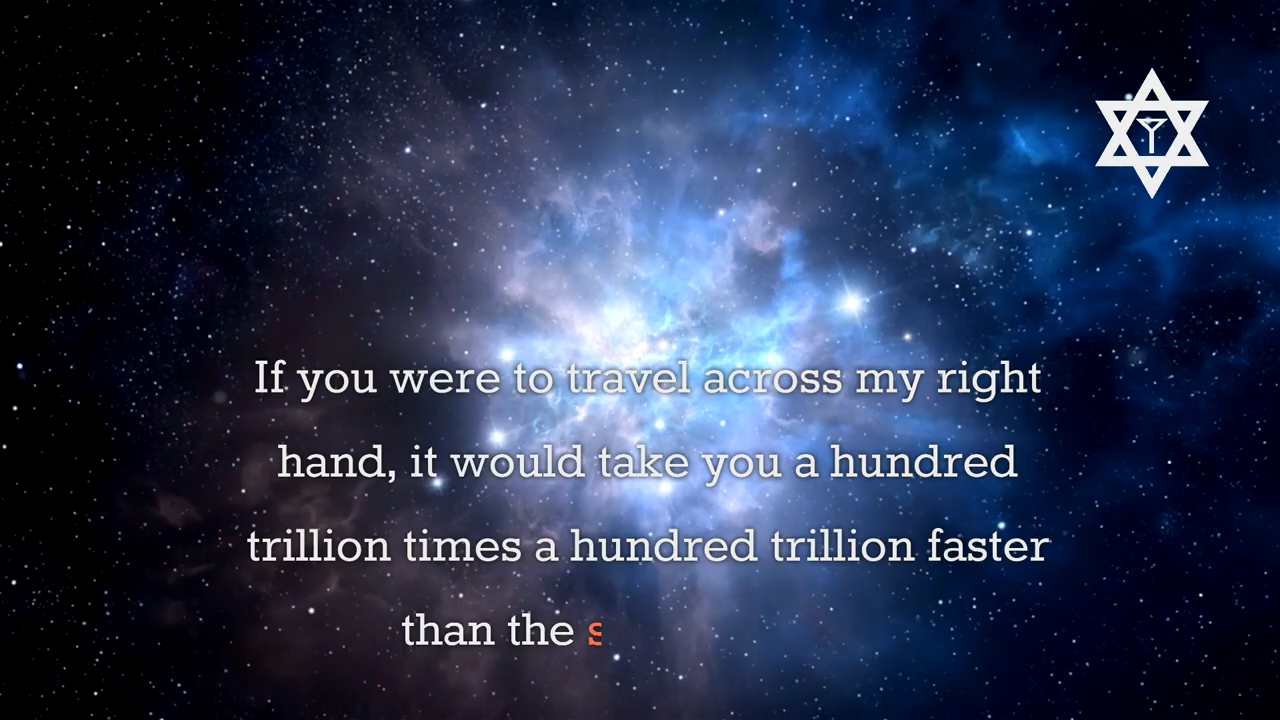 If you were to travel across my right
hand, it would take you a hundred
trillion times a hundred trillion faster
than the s